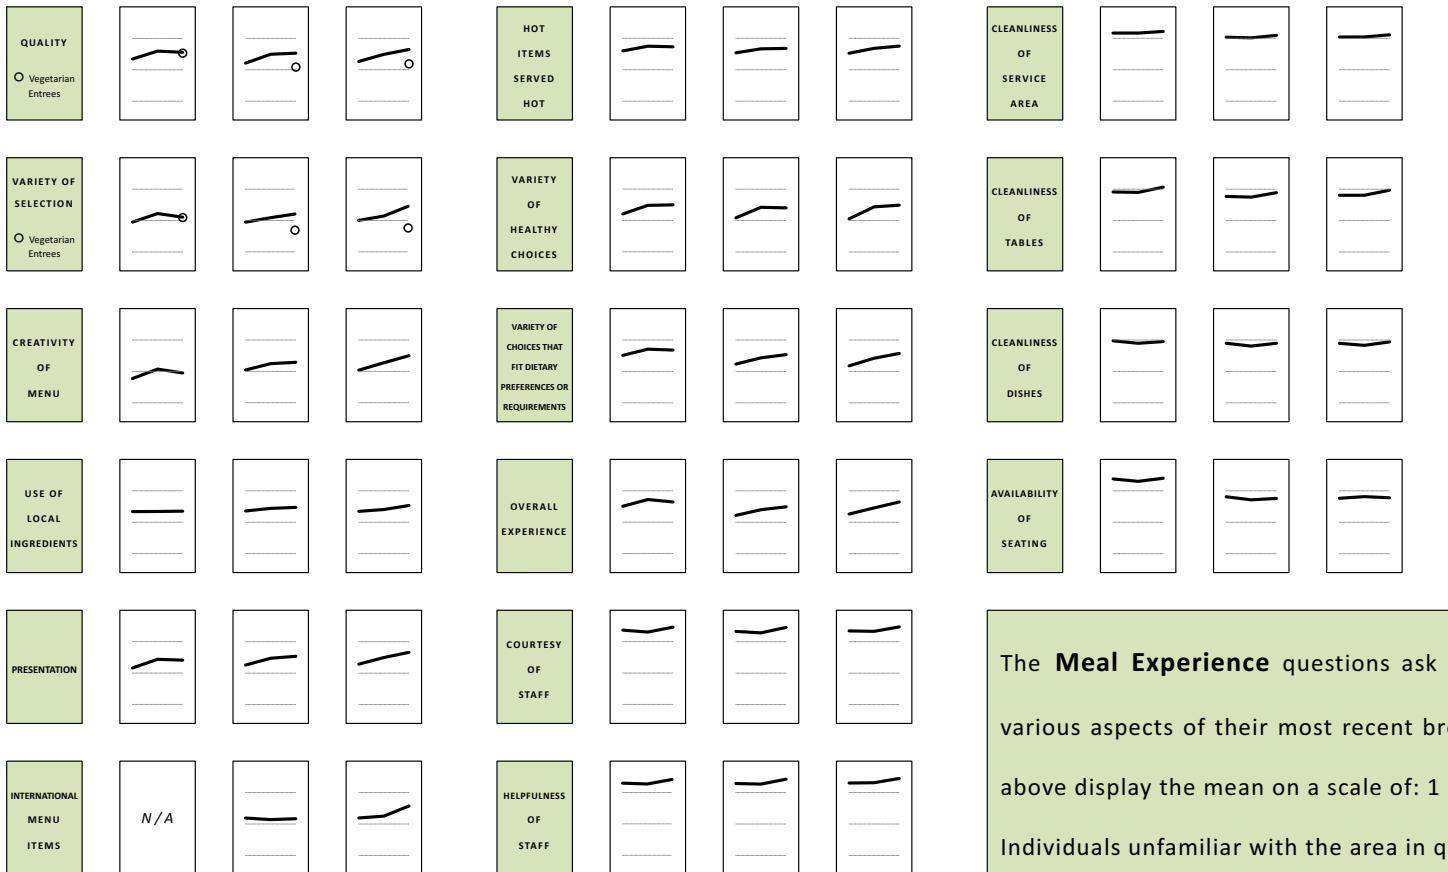 QUALITY
Vegetarian
Entrees
VARIETY OF
SELECTION
Vegetarian
Entrees
CREATIVITY
OF
MENU
USE OF
LOCAL
INGREDIENTS
PRESENTATION
INTERNATIONAL
MENU
ITEMS
N/A
HOT
ITEMS
SERVED
HOT
VARIETY
OF
HEALTHY
CHOICES
VARIETY OF
CHOICES THAT
FIT DIETARY
PREFERENCES OR
REQUIREMENTS
OVERALL
EXPERIENCE
COURTESY
OF
STAFF
HELPFULNESS
OF
STAFF
CLEANLINESS
OF
SERVICE
AREA
CLEANLINESS
OF
TABLES
CLEANLINESS
OF
DISHES
AVAILABILITY
OF
SEATING
The Meal Experience questions ask
various aspects of their most recent
above display the mean on a scale of: 1
Individuals unfamiliar with the area in